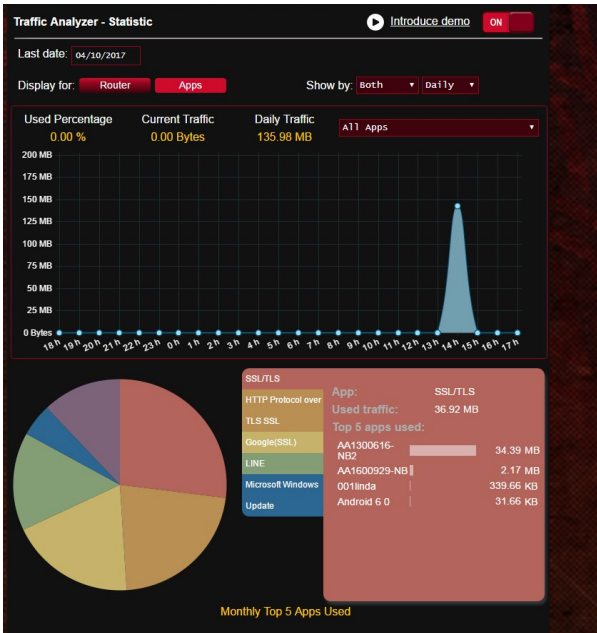 Traffic Analyzer - Statistic
Introduce demo
ON
Last date: 04/10/2017
Display for: Router Apps
Show by: Both Daily
Used Percentage Current Traffic Daily Traffic
0.00 % 0.00 Bytes 135.98 MB
All Apps
200 MB
175 MB
150 MB
125 MB
100 MB
75 MB
50 MB
25 MB
0 Bytes
18 h 19 h 20 h 21 h 22 h 23 h 0 h 1 h 2 h 3 h 4 h 5 h 6 h 7 h 8 h 9 h 10 h 11 h 12 h 13 h 14 h 15 h 16 h 17 h
SSL/TLS
HTTP Protocol over
TLS SSL
Google(SSL)
LINE
Microsoft Windows
Update
App: SSL/TLS
Used traffic: 36.92 MB
Top 5 apps used:
AA1300616-
NB2 34.39 MB
AA1600929-NB 2.17 MB
001linda 339.66 KB
Android 6 0 31.66 KB
Monthly Top 5 Apps Used